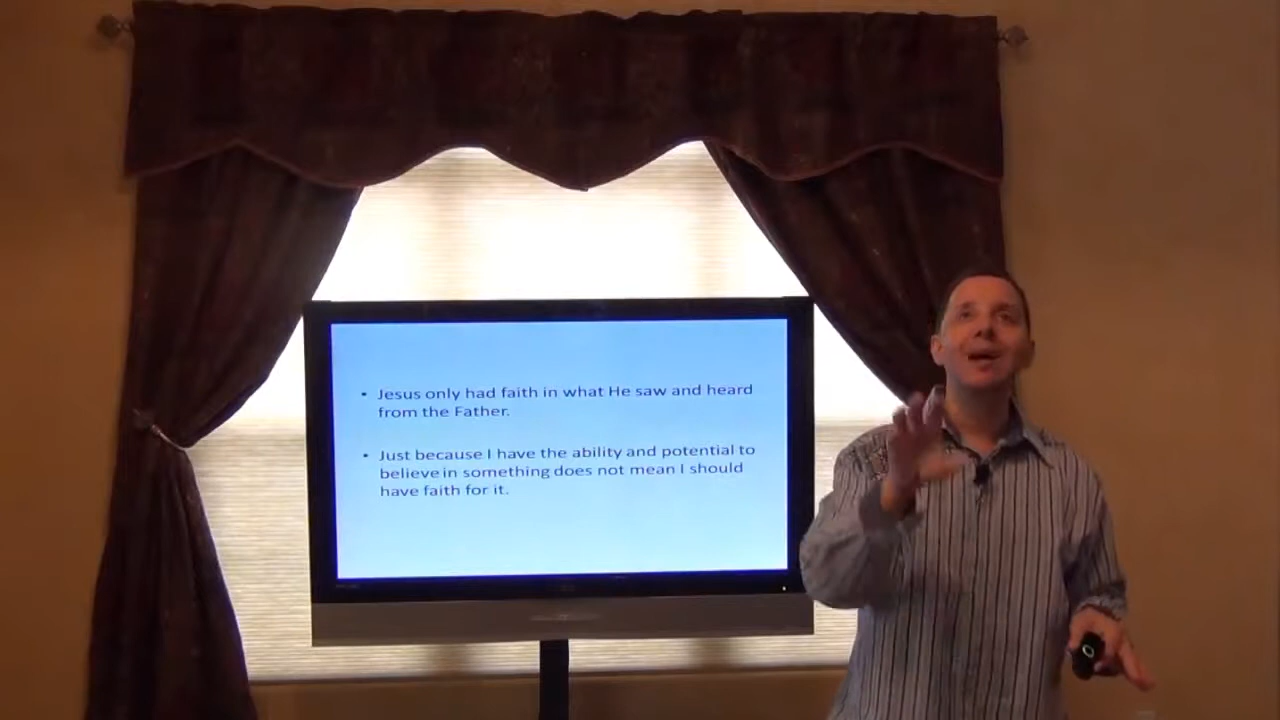 • Jesus only had faith in what He saw and heard
from the Father.
• Just because I have the ability and potential to
believe in something does not mean I should
have faith for it.